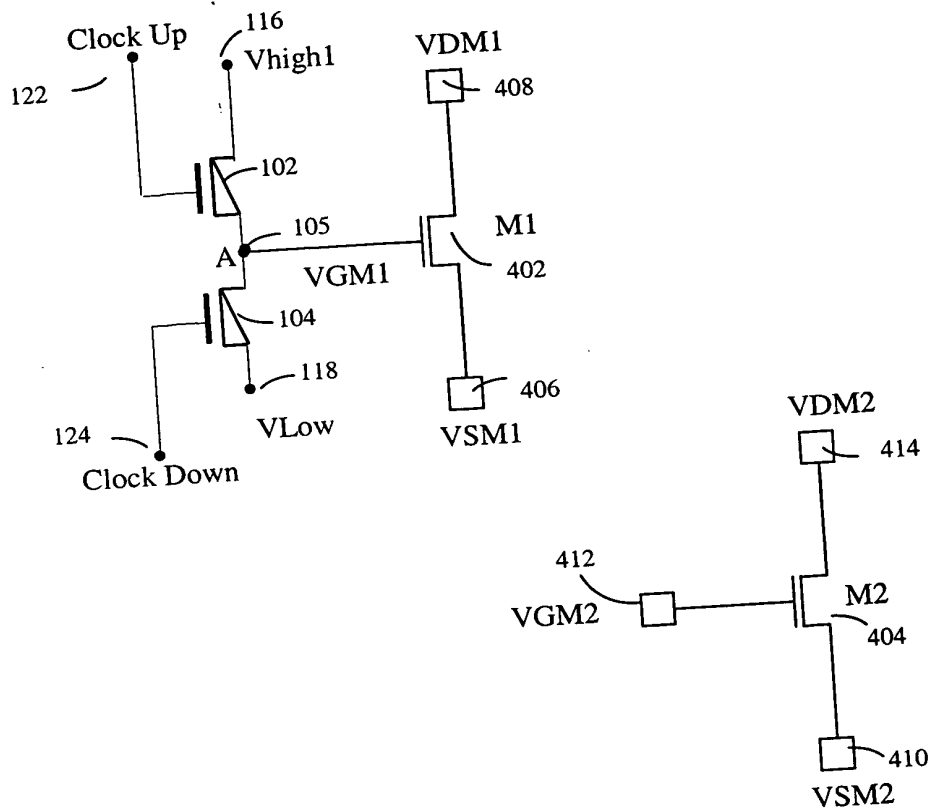 Clock Up
116
Vhigh1
VDM1
122
408
102
105
M1
A
VGM1
402
104
118
406
VLow
VSM1
124
Clock Down
VDM2
414
412
VGM2
M2
404
410
VSM2